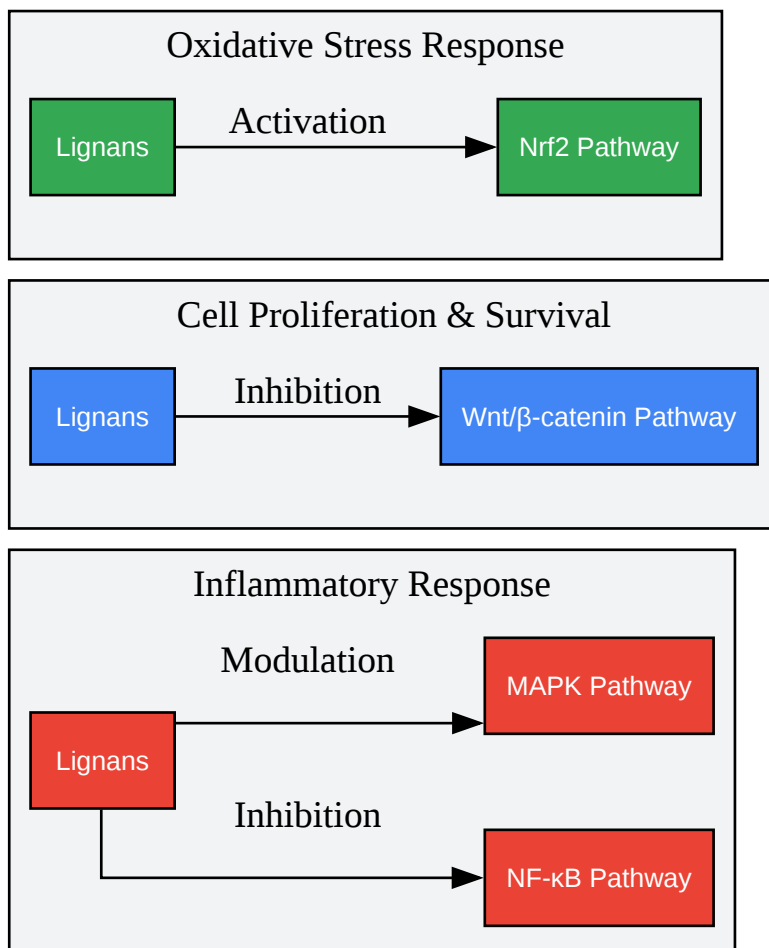 Oxidative Stress Response
Activation
Lignans
Nrf2 Pathway
Cell Proliferation & Survival
Inhibition
Lignans
Wnt/β-catenin Pathway
Inflammatory Response
Modulation
MAPK Pathway
Lignans
Inhibition
NF-κB Pathway